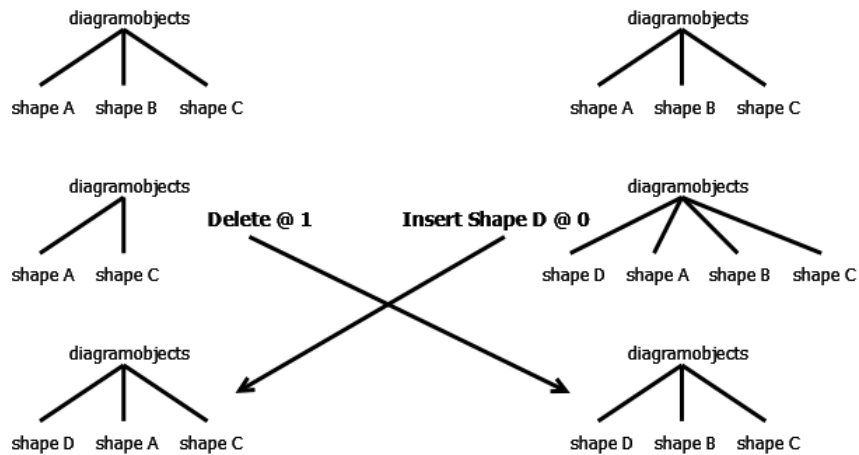 diagramobjects diagramobjects
shape A shape B shape C shape A shape B shape C
diagramobjects diagramobjects
Delete @ 1 Insert Shape D @ 0
shape A shape C shape D shape A shape B shape C
diagramobjects diagramobjects
shape D shape A shape C shape D shape B shape C